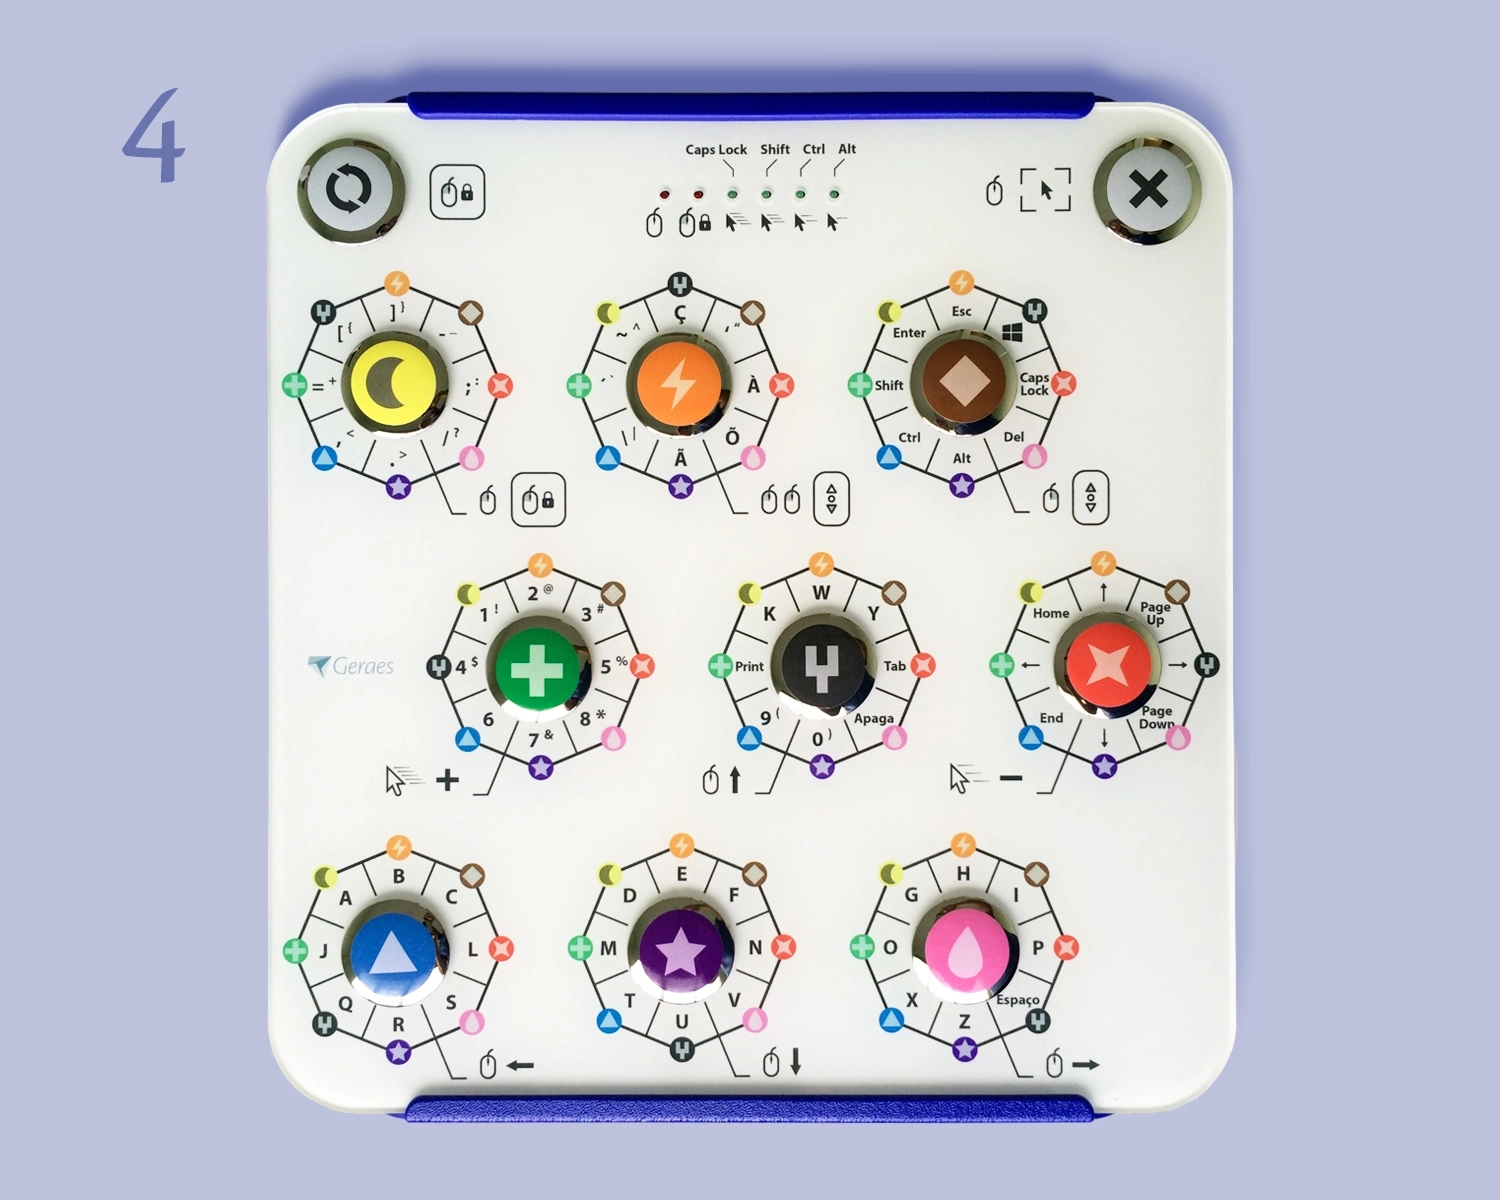 4
Caps Lock Shift Ctrl Alt
[{ ]} -– =+ ;: ,< .> /?
~^ Ç ‘“ ´` À \| Ã Õ
Enter Esc Shift Caps Lock Ctrl Alt Del
1! 2@ 3# 4$ 5% 6 7& 8*
K W Y Print Tab 9( 0) Apaga
Home ↑ Page Up ← → End ↓ Page Down
Geraes
+
↑
−
A B C J L Q R S
D E F M N T U V
G H I O P X Z Espaço
← ↓ →